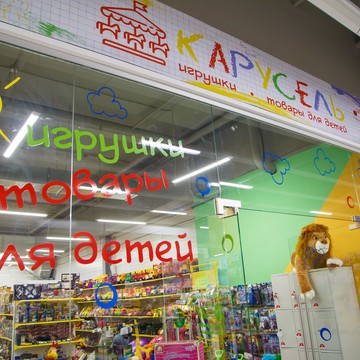 КАРУСЕЛЬ
игрушки . товары для детей
игрушки
товары
для детей